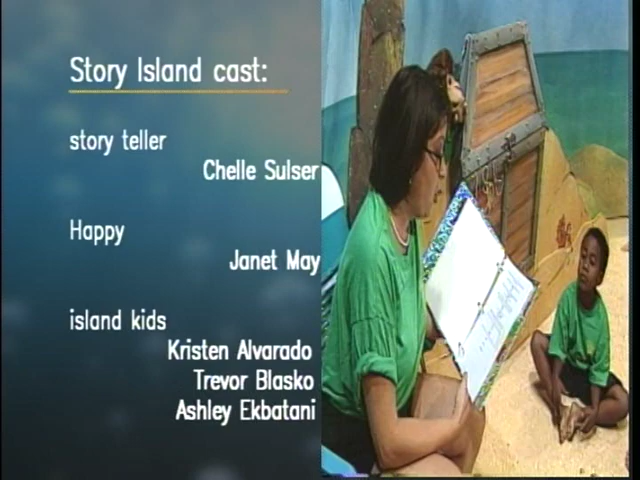 Story Island cast:
story teller
Chelle Sulser
Happy
Janet May
island kids
Kristen Alvarado
Trevor Blasko
Ashley Ekbatani